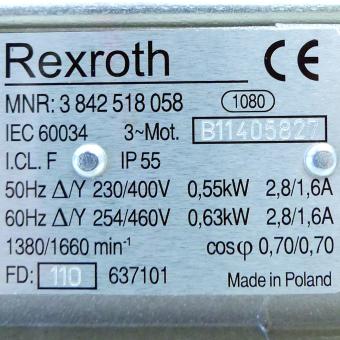 Rexroth CE
MNR: 3 842 518 058 1080
IEC 60034 3~Mot. B11405827
I.CL. F IP 55
50Hz Δ/Y 230/400V 0,55kW 2,8/1,6A
60Hz Δ/Y 254/460V 0,63kW 2,8/1,6A
1380/1660 min⁻¹ cosφ 0,70/0,70
FD: 110 637101 Made in Poland